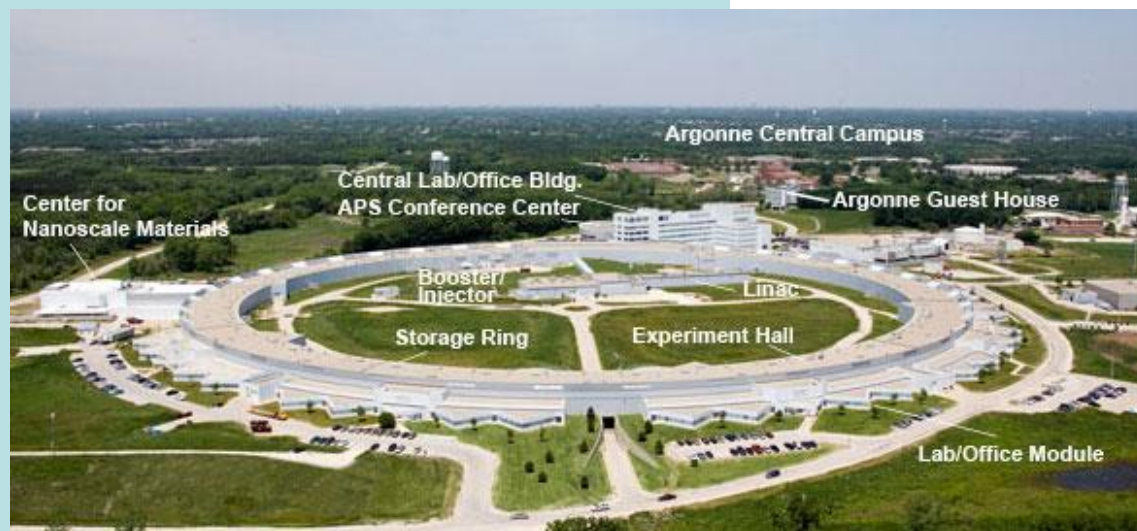 Argonne Central Campus
Central Lab/Office Bldg.
APS Conference Center
Argonne Guest House
Center for
Nanoscale Materials
Booster/
Injector
Linac
Storage Ring
Experiment Hall
Lab/Office Module